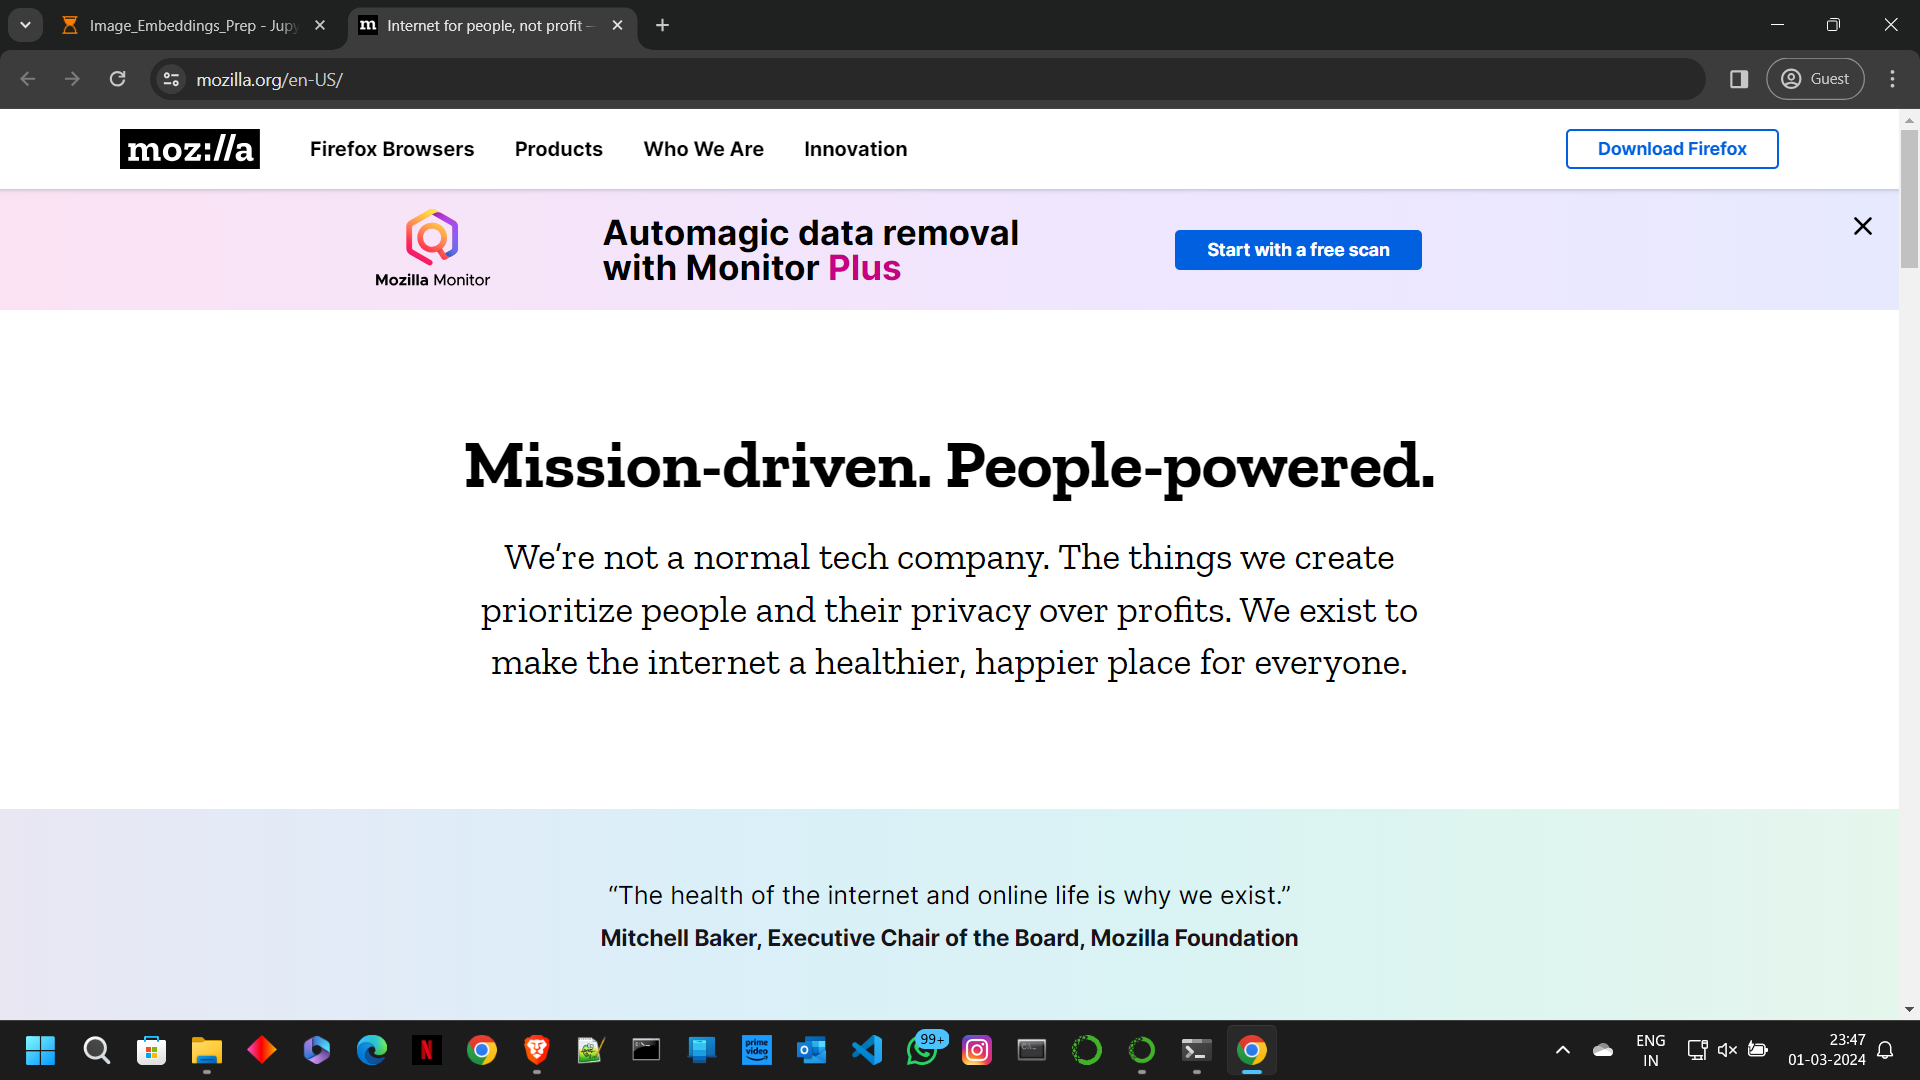 Image_Embeddings_Prep - Jupy
Internet for people, not profit —
mozilla.org/en-US/
Guest
moz://a
Firefox Browsers
Products
Who We Are
Innovation
Download Firefox
Mozilla Monitor
Automagic data removal
with Monitor Plus
Start with a free scan
Mission-driven. People-powered.
We’re not a normal tech company. The things we create
prioritize people and their privacy over profits. We exist to
make the internet a healthier, happier place for everyone.
“The health of the internet and online life is why we exist.”
Mitchell Baker, Executive Chair of the Board, Mozilla Foundation
prime
video
99+
ENG
IN
23:47
01-03-2024